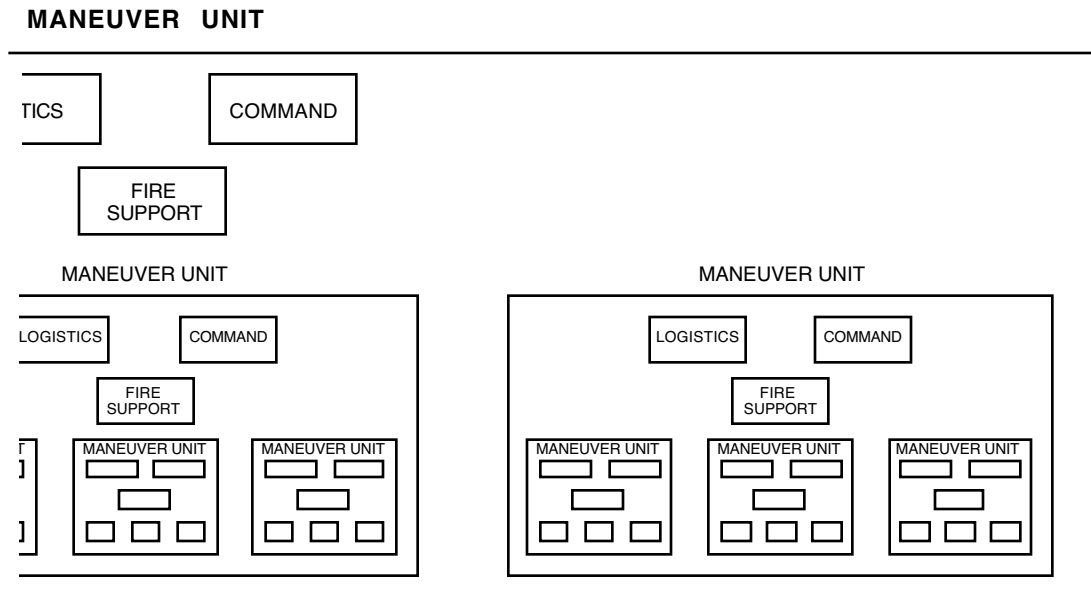 MANEUVER UNIT
TICS
COMMAND
FIRE
SUPPORT
MANEUVER UNIT
MANEUVER UNIT
LOGISTICS
COMMAND
LOGISTICS
COMMAND
FIRE
SUPPORT
FIRE
SUPPORT
T
MANEUVER UNIT
MANEUVER UNIT
MANEUVER UNIT
MANEUVER UNIT
MANEUVER UNIT